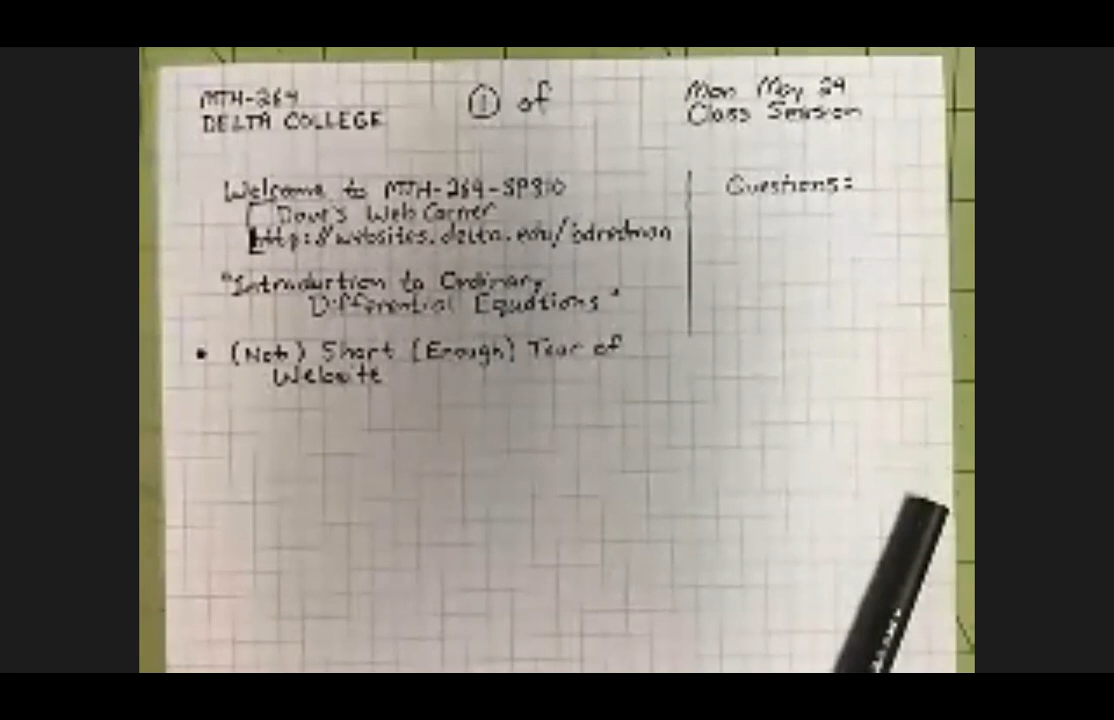 MTH-264
DELTA COLLEGE
① of
Mon May 24
Class Session
Welcome to MTH-264-SP310
Dave's Web Corner
http://websites.delta.edu/bdredman
"Introduction to Ordinary
Differential Equations"
• (Not) Short (Enough) Tour of
Website
Questions: